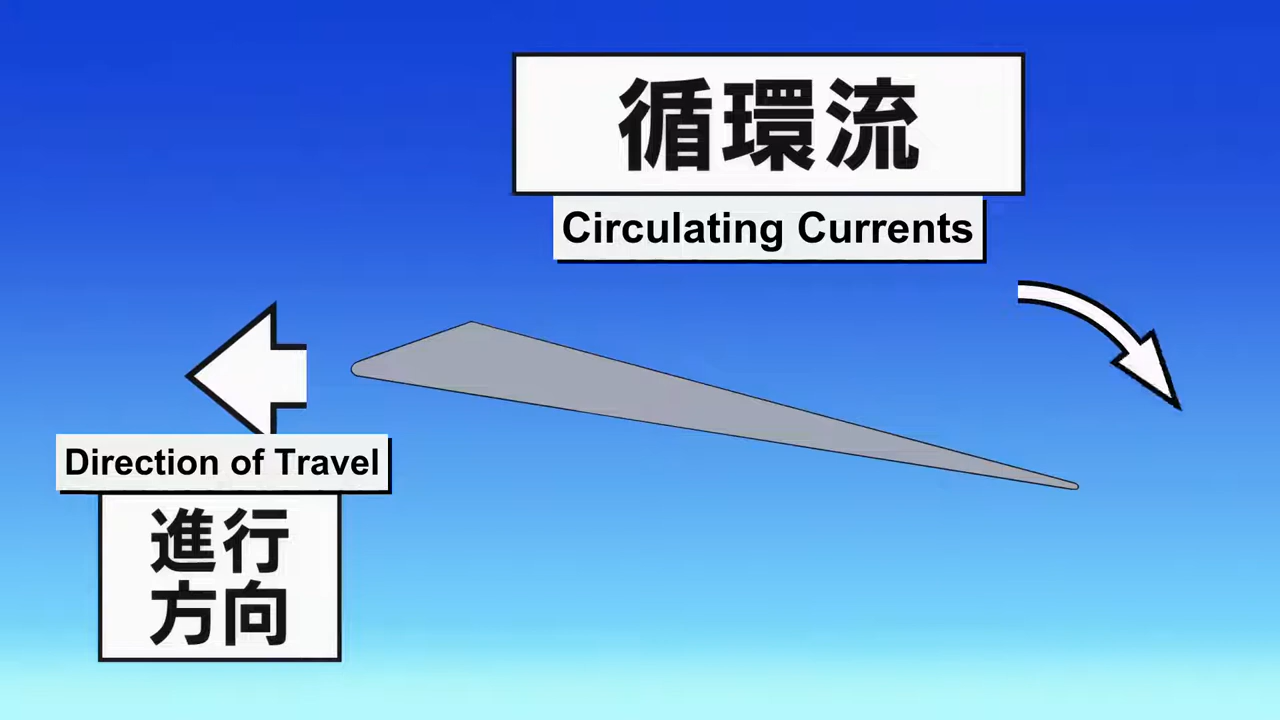 循環流
Circulating Currents
Direction of Travel
進行
方向